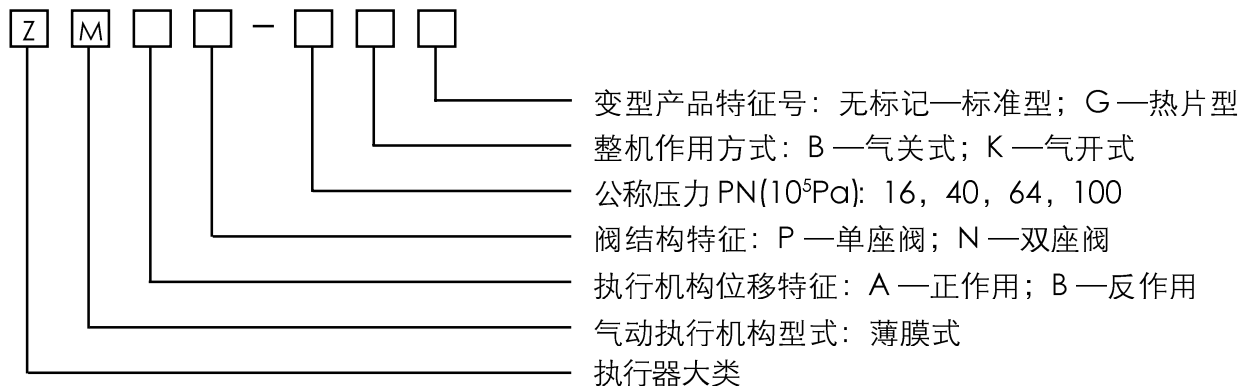 Z M - 
变型产品特征号：无标记—标准型；G—热片型
整机作用方式：B—气关式；K—气开式
公称压力PN(10⁵Pa)：16，40，64，100
阀结构特征：P—单座阀；N—双座阀
执行机构位移特征：A—正作用；B—反作用
气动执行机构型式：薄膜式
执行器大类